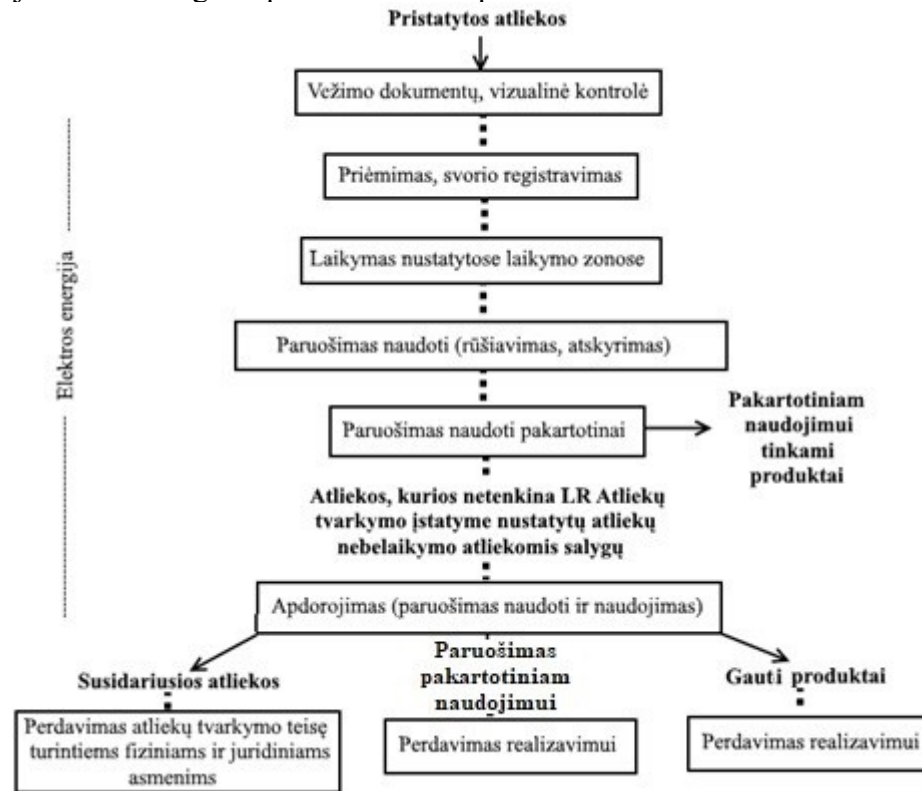 Pristatytos atliekos
Vežimo dokumentų, vizualinė kontrolė
Priėmimas, svorio registravimas
Laikymas nustatytose laikymo zonose
Elektros energija
Paruošimas naudoti (rūšiavimas, atskyrimas)
Paruošimas naudoti pakartotinai
Pakartotiniam
naudojimui
tinkami
produktai
Atliekos, kurios netenkina LR Atliekų
tvarkymo įstatyme nustatytų atliekų
nebelaikymo atliekomis salygų
Apdorojimas (paruošimas naudoti ir naudojimas)
Susidariusios atliekos
Paruošimas
pakartotiniam
naudojimui
Gauti produktai
Perdavimas atliekų tvarkymo teisę
turintiems fiziniams ir juridiniams
asmenims
Perdavimas realizavimui
Perdavimas realizavimui